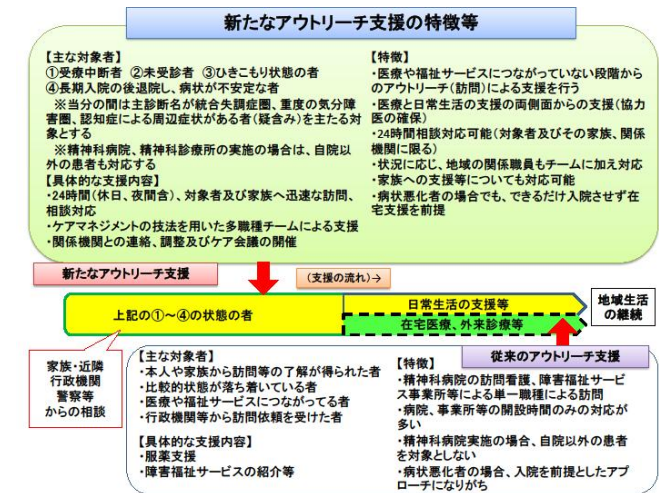 新たなアウトリーチ支援の特徴等
【主な対象者】
①受療中断者 ②未受診者 ③ひきこもり状態の者
④長期入院の後退院し、病状が不安定な者
※当分の間は主診断名が統合失調症圏、重度の気分障
害圏、認知症による周辺症状がある者(疑含み)を主たる対
象とする
※精神科病院、精神科診療所の実施の場合は、自院以
外の患者も対応する
【具体的な支援内容】
・24時間(休日、夜間含)、対象者及び家族へ迅速な訪問、
相談対応
・ケアマネジメントの技法を用いた多職種チームによる支援
・関係機関との連絡、調整及びケア会議の開催
【特徴】
・医療や福祉サービスにつながっていない段階から
のアウトリーチ(訪問)による支援を行う
・医療と日常生活の支援の両側面からの支援(協力
医の確保)
・24時間相談対応可能(対象者及びその家族、関係
機関に限る)
・状況に応じ、地域の関係職員もチームに加え対応
・家族への支援等についても対応可能
・病状悪化者の場合でも、できるだけ入院させず在
宅支援を前提
新たなアウトリーチ支援
(支援の流れ)→
上記の①~④の状態の者
日常生活の支援等
在宅医療、外来診療等
地域生活
の継続
家族・近隣
行政機関
警察等
からの相談
従来のアウトリーチ支援
【主な対象者】
・本人や家族から訪問等の了解が得られた者
・比較的状態が落ち着いている者
・医療や福祉サービスにつながってる者
・行政機関等から訪問依頼を受けた者
【具体的な支援内容】
・服薬支援
・障害福祉サービスの紹介等
【特徴】
・精神科病院の訪問看護、障害福祉サービ
ス事業所等による単一職種による訪問
・病院、事業所等の開設時間のみの対応が
多い
・精神科病院実施の場合、自院以外の患者
を対象としない
・病状悪化者の場合、入院を前提としたアプ
ローチになりがち